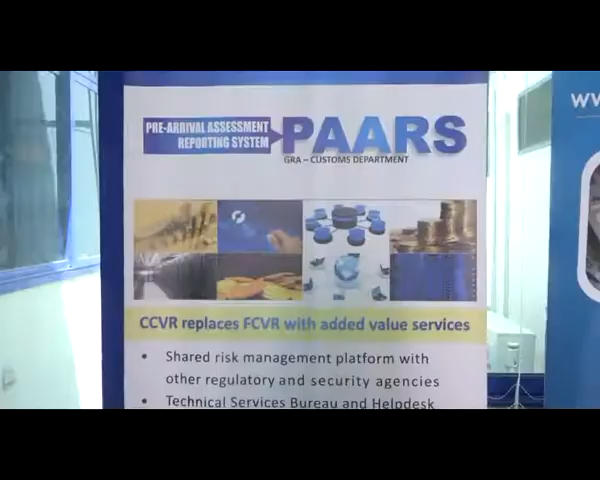 PRE-ARRIVAL ASSESSMENT
REPORTING SYSTEM
PAARS
GRA – CUSTOMS DEPARTMENT
CCVR replaces FCVR with added value services
• Shared risk management platform with
other regulatory and security agencies
• Technical Services Bureau and Helpdesk